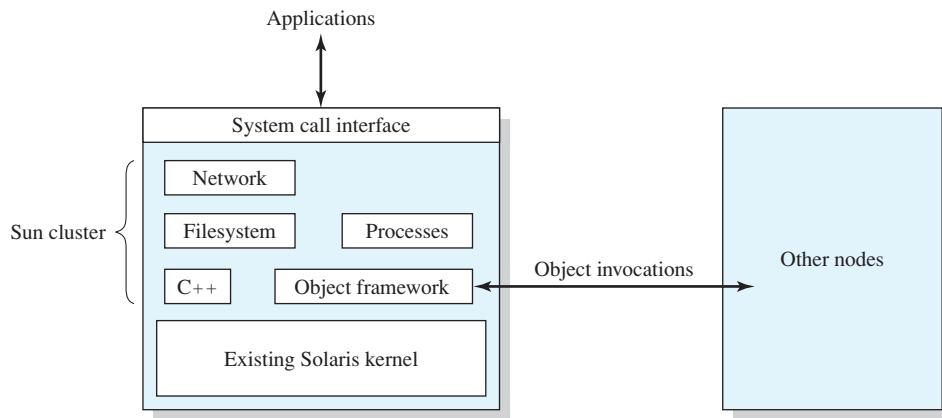 Applications
System call interface
Network
Sun cluster
Filesystem
Processes
C++
Object framework
Object invocations
Other nodes
Existing Solaris kernel